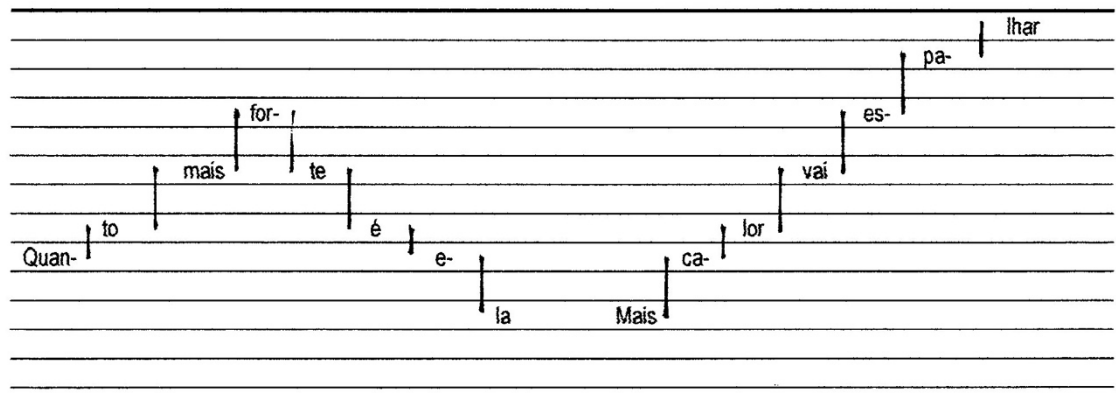 Quan- to mais for- te é e- la
Mais ca- lor vai es- pa- lhar